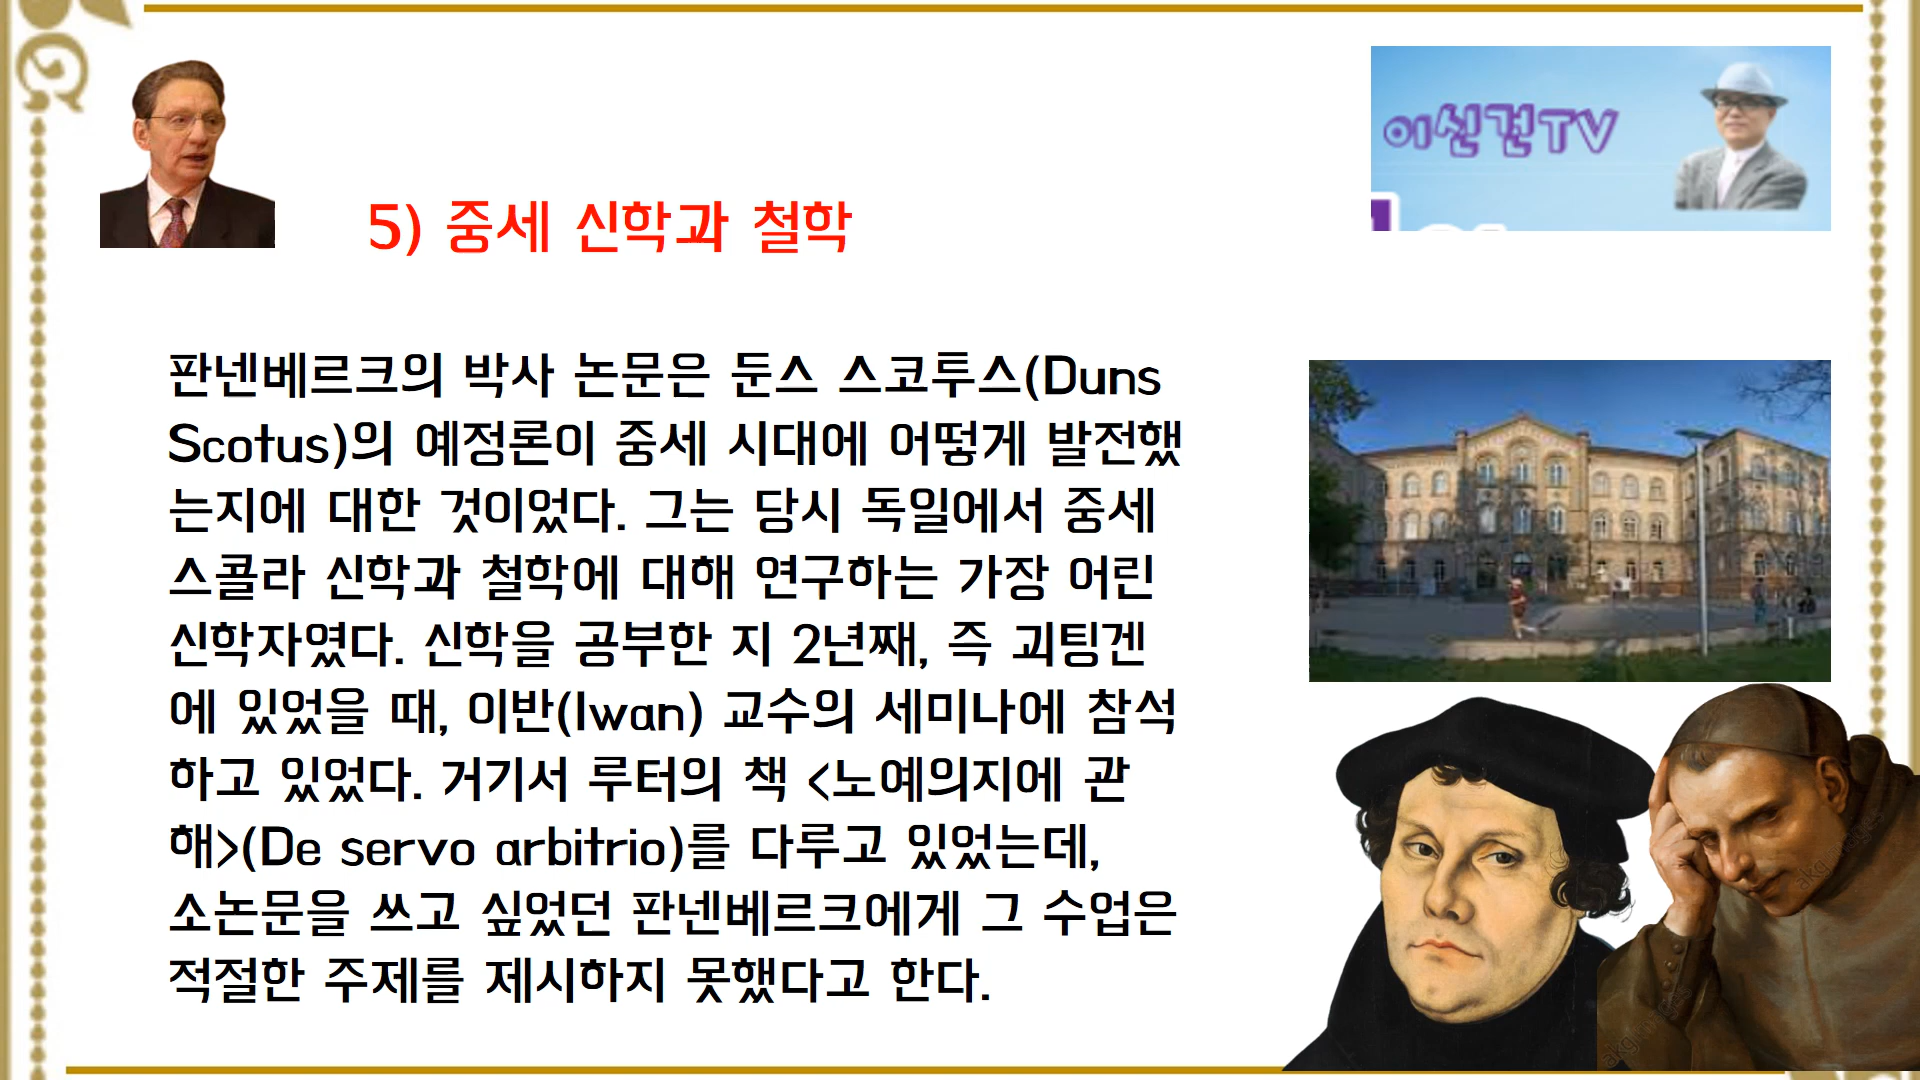 이신건TV
5) 중세 신학과 철학
판넨베르크의 박사 논문은 둔스 스코투스(Duns
Scotus)의 예정론이 중세 시대에 어떻게 발전했
는지에 대한 것이었다. 그는 당시 독일에서 중세
스콜라 신학과 철학에 대해 연구하는 가장 어린
신학자였다. 신학을 공부한 지 2년째, 즉 괴팅겐
에 있었을 때, 이반(Iwan) 교수의 세미나에 참석
하고 있었다. 거기서 루터의 책 <노예의지에 관
해>(De servo arbitrio)를 다루고 있었는데,
소논문을 쓰고 싶었던 판넨베르크에게 그 수업은
적절한 주제를 제시하지 못했다고 한다.